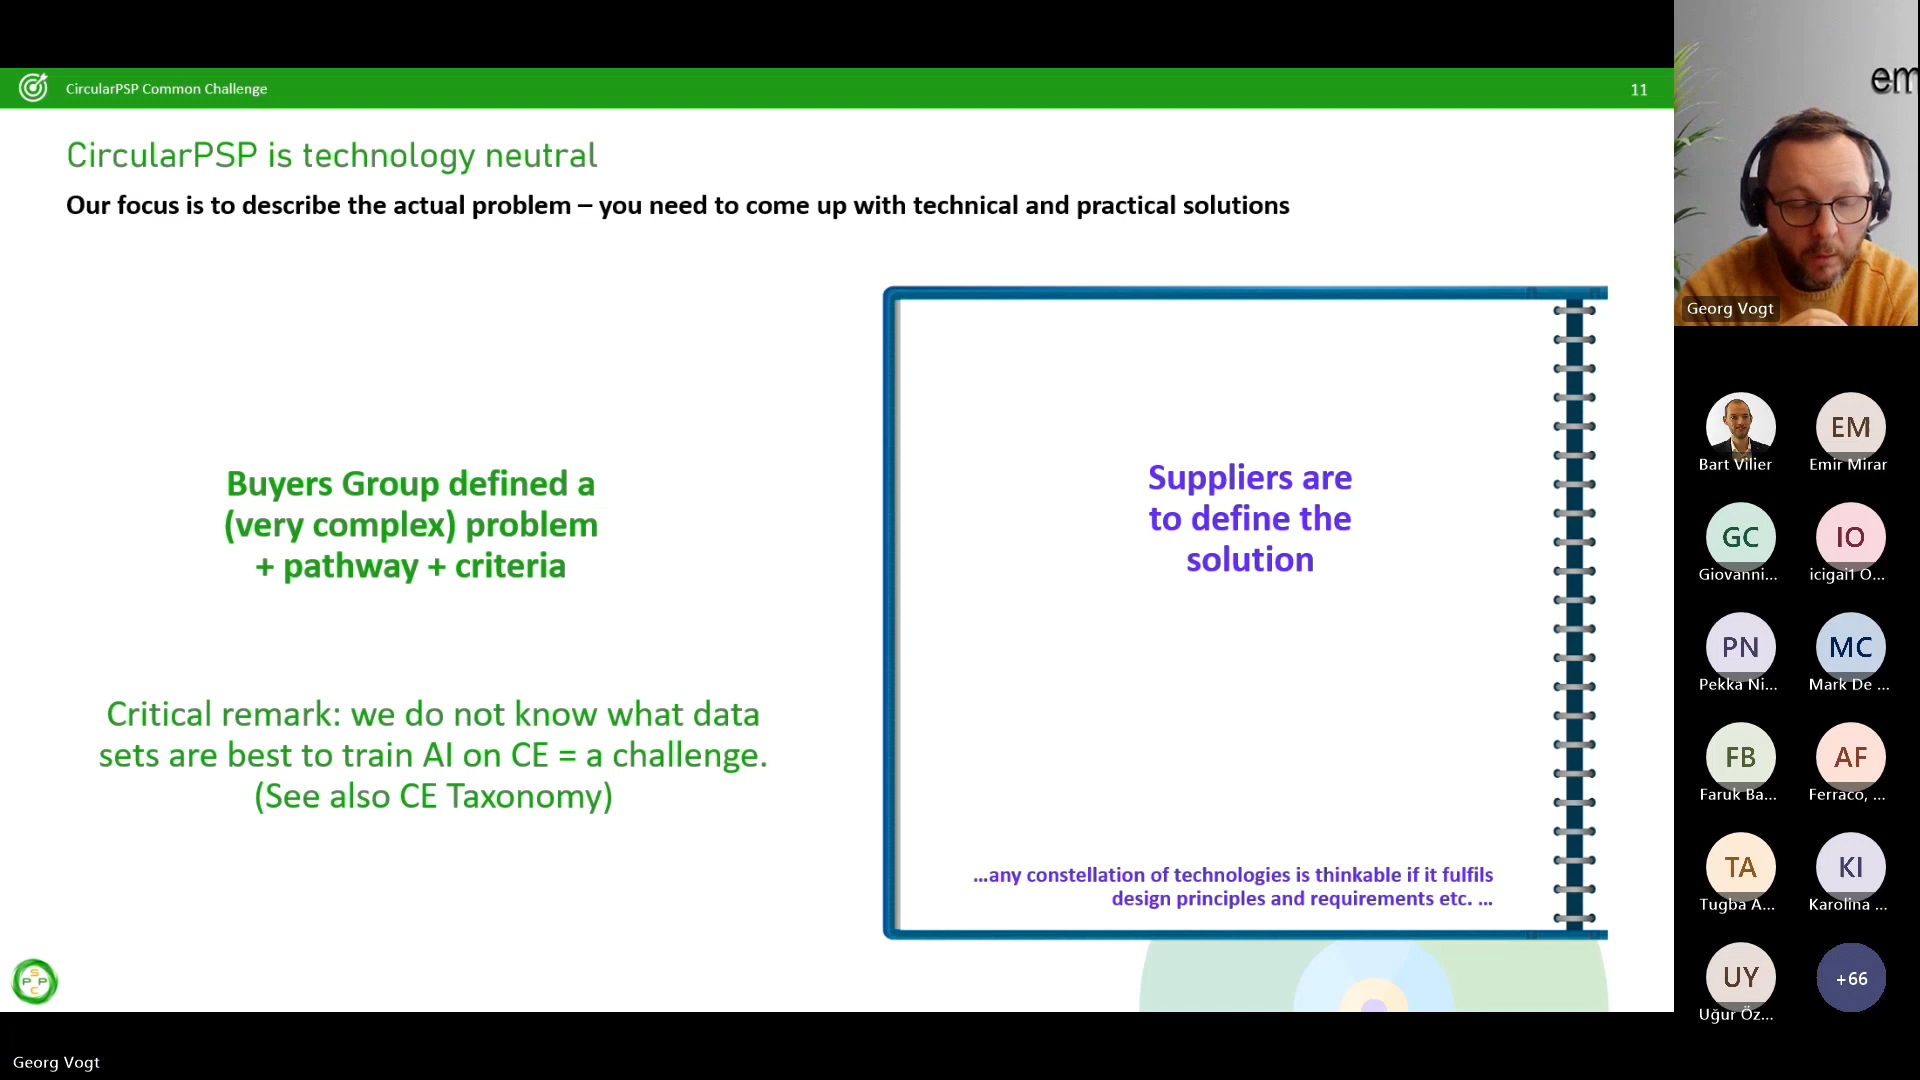 CircularPSP Common Challenge
11
CircularPSP is technology neutral
Our focus is to describe the actual problem – you need to come up with technical and practical solutions
Buyers Group defined a
(very complex) problem
+ pathway + criteria
Critical remark: we do not know what data
sets are best to train AI on CE = a challenge.
(See also CE Taxonomy)
Suppliers are
to define the
solution
...any constellation of technologies is thinkable if it fulfils
design principles and requirements etc. ...
S
P P
C
em
Georg Vogt
Bart Vilier
EM
Emir Mirar
GC
Giovanni...
IO
icigai1 O...
PN
Pekka Ni...
MC
Mark De ...
FB
Faruk Ba...
AF
Ferraco, ...
TA
Tugba A...
KI
Karolina ...
UY
Uğur Öz...
+66
Georg Vogt